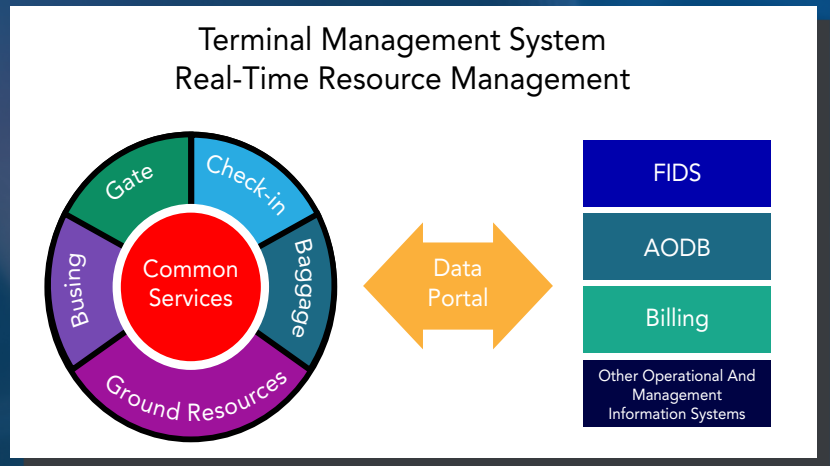 Terminal Management System
Real-Time Resource Management
Gate
Check-in
Busing
Common
Services
Baggage
Ground Resources
Data
Portal
FIDS
AODB
Billing
Other Operational And
Management
Information Systems